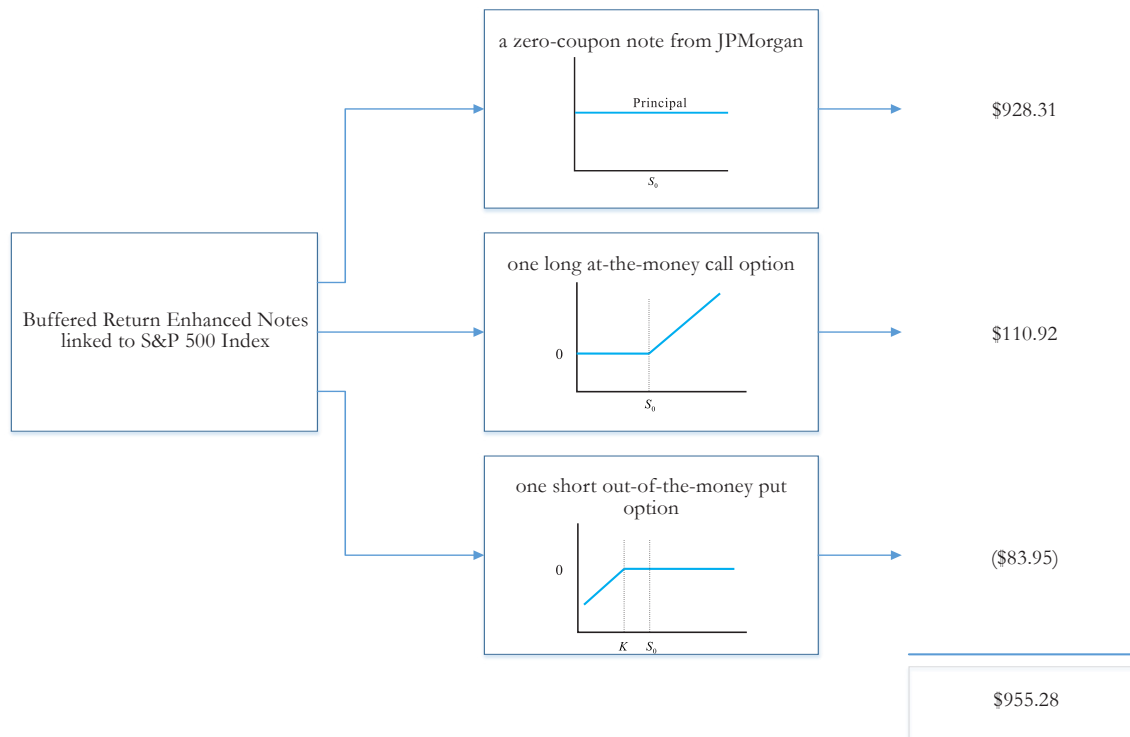 a zero-coupon note from JPMorgan
Principal
S₀
$928.31
Buffered Return Enhanced Notes
linked to S&P 500 Index
one long at-the-money call option
0
S₀
$110.92
one short out-of-the-money put
option
0
K S₀
($83.95)
$955.28